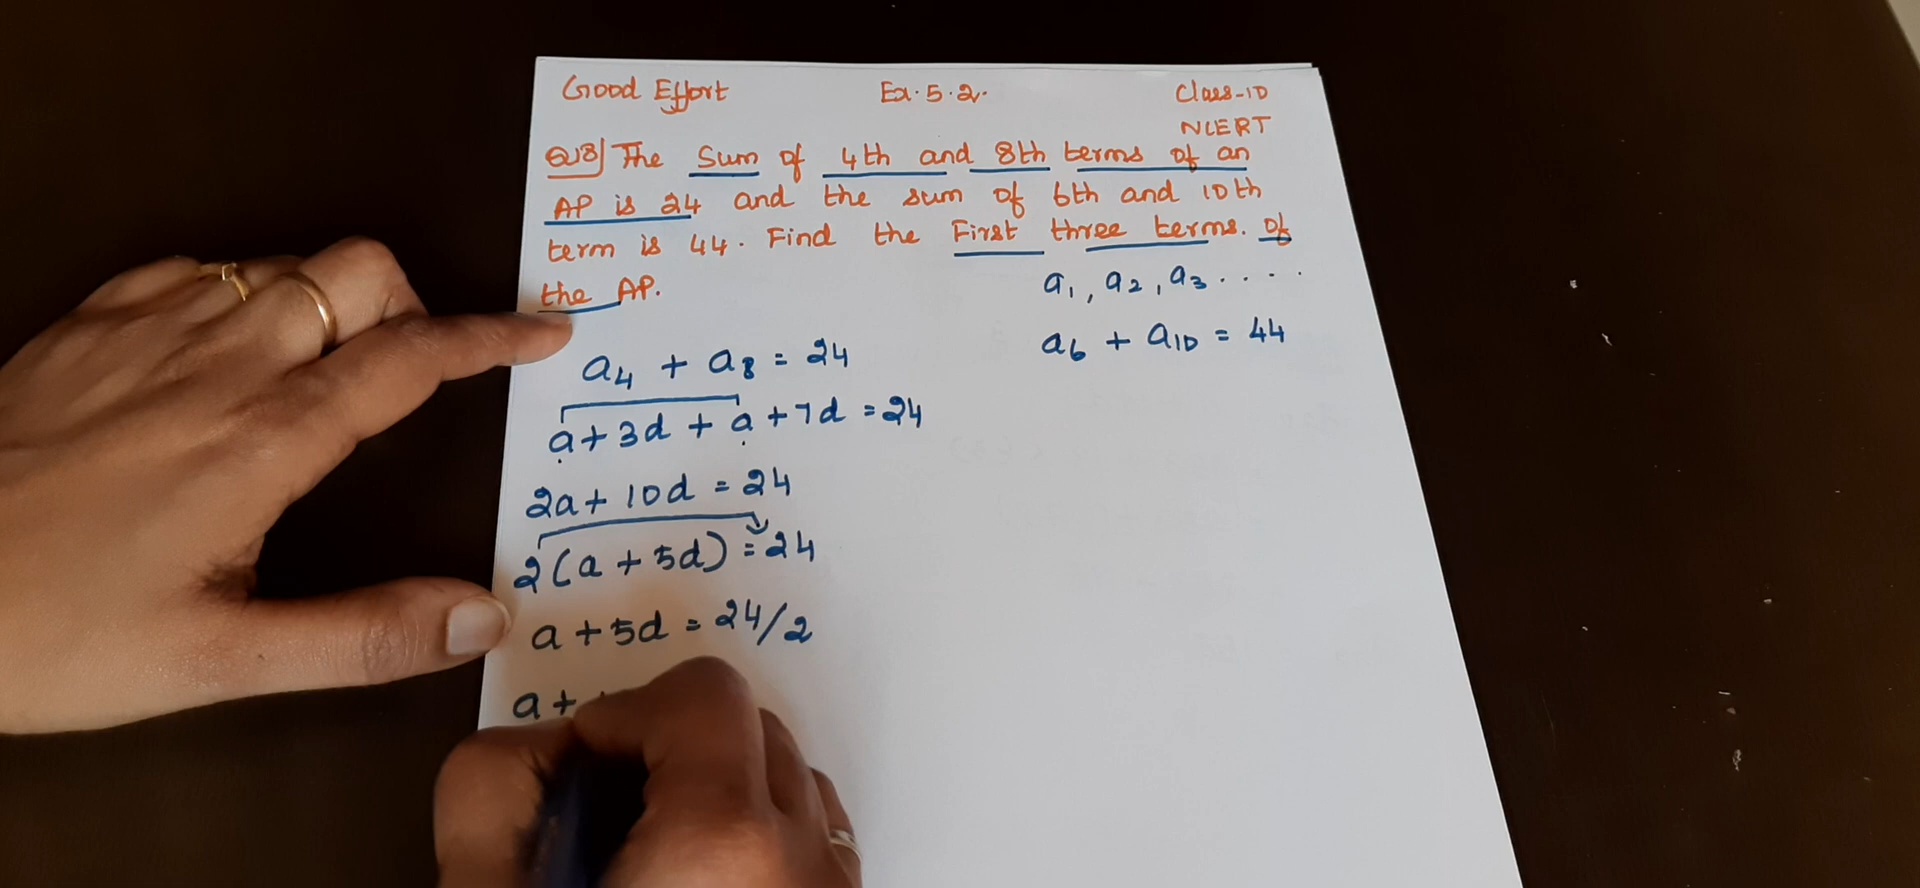 Good Effort Ex. 5.2. Class-10
NCERT
Q18) The Sum of 4th and 8th terms of an
AP is 24 and the sum of 6th and 10th
term is 44. Find the First three terms. of
the AP.
a₁, a₂, a₃ . . . .
a₆ + a₁₀ = 44
a₄ + a₈ = 24
a + 3d + a + 7d = 24
2a + 10d = 24
2(a + 5d) = 24
a + 5d = 24/2
a +